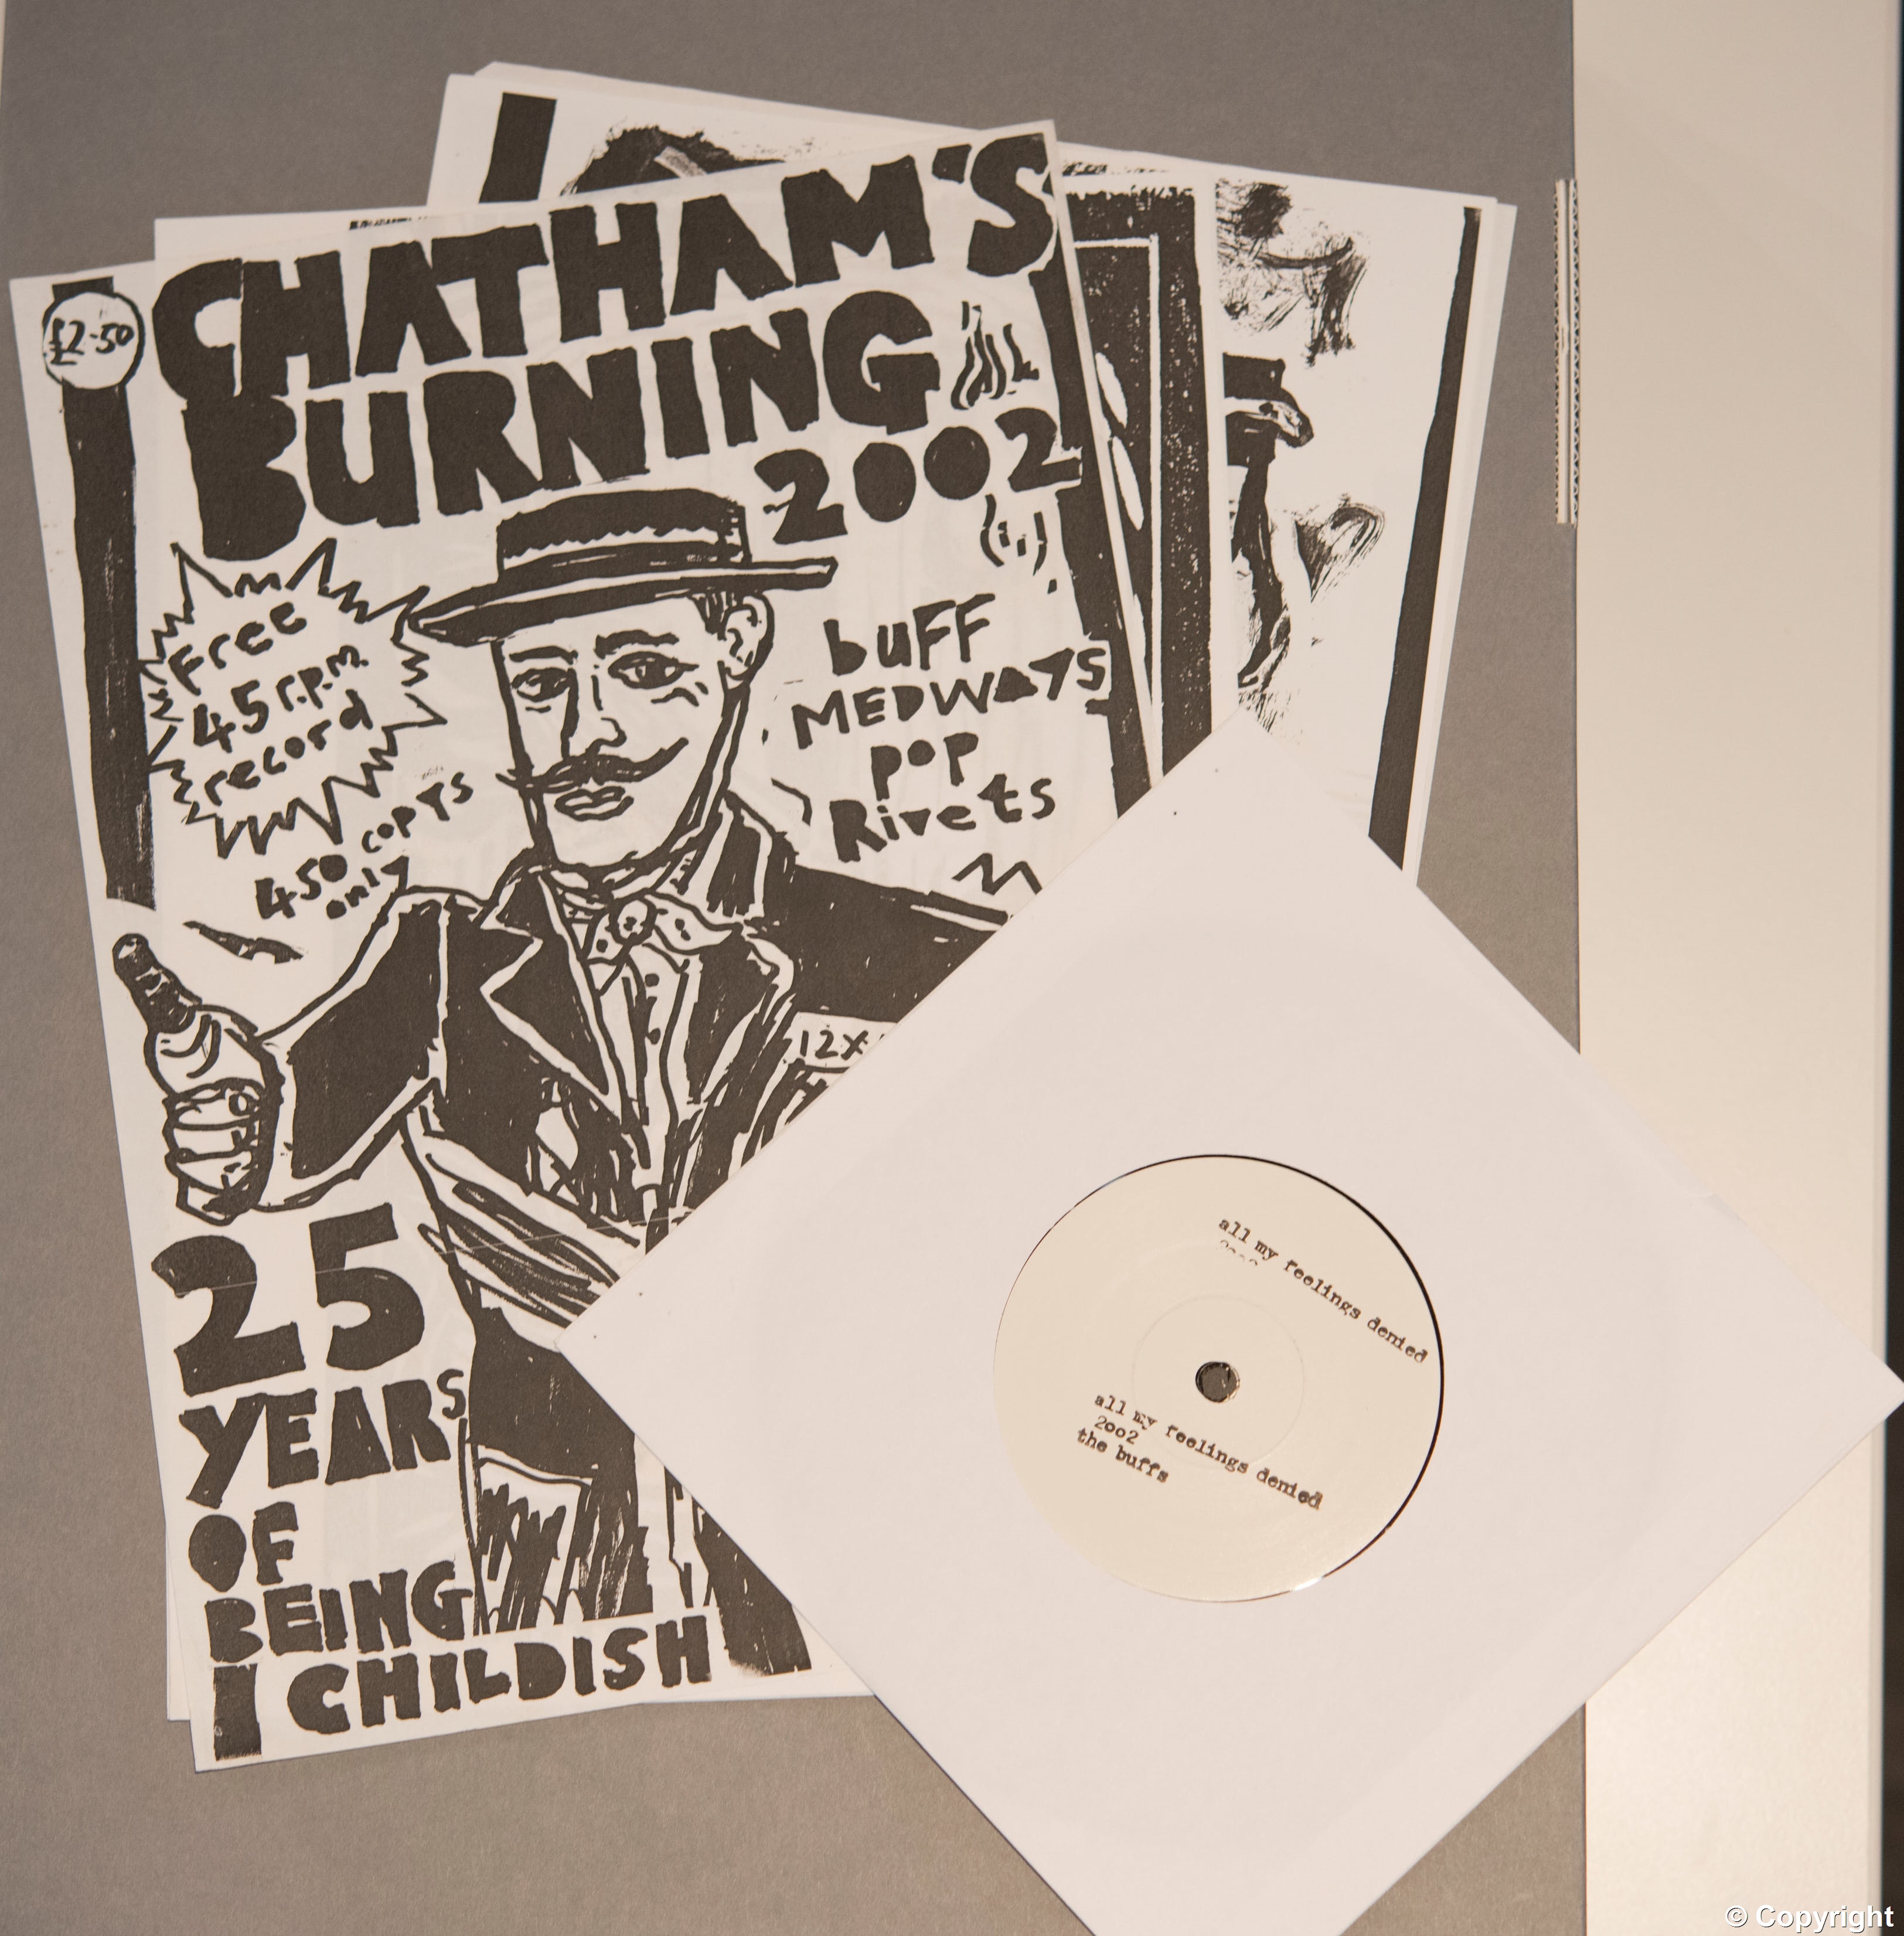 £2.50
CHATHAM'S
BURNING
2002
Free
45 r.p.m.
record
450 copys
only
buFF
MEDWAYS
pop
Rivets
12x
25
YEARS
OF
BEING
CHILDISH
all my feelings denied
all my feelings denied
2002
the buffs
© Copyright